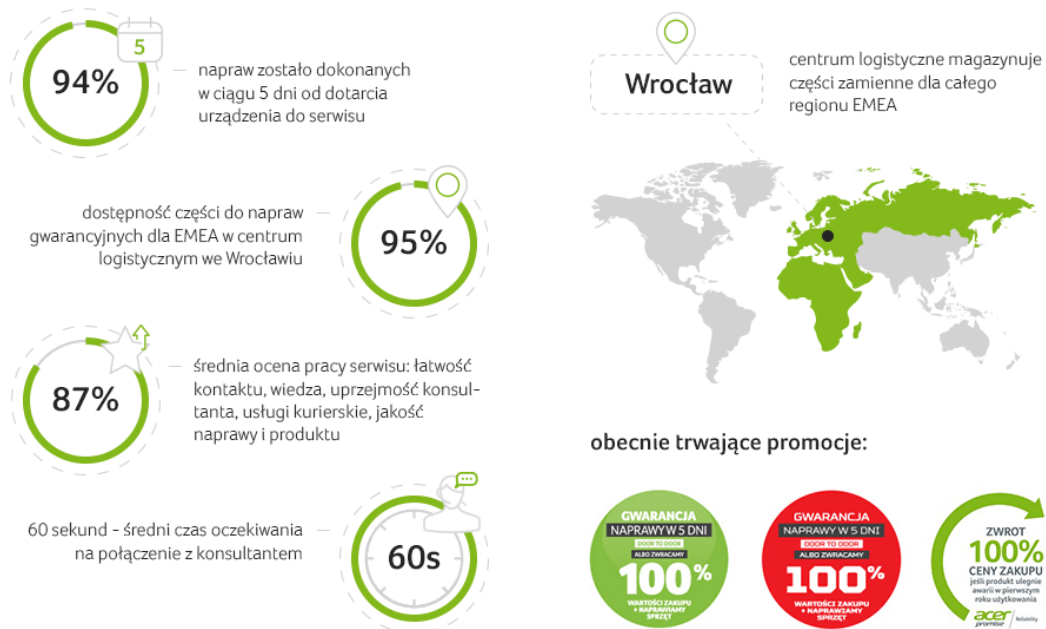 5
94%
napraw zostało dokonanych
w ciągu 5 dni od dotarcia
urządzenia do serwisu
dostępność części do napraw
gwarancyjnych dla EMEA w centrum
logistycznym we Wrocławiu
95%
87%
średnia ocena pracy serwisu: łatwość
kontaktu, wiedza, uprzejmość konsul-
tanta, usługi kurierskie, jakość
naprawy i produktu
60 sekund - średni czas oczekiwania
na połączenie z konsultantem
60s
Wrocław
centrum logistyczne magazynuje
części zamienne dla całego
regionu EMEA
obecnie trwające promocje:
GWARANCJA
NAPRAWY W 5 DNI
DOOR TO DOOR
ALBO ZWRACAMY
100%
WARTOŚCI ZAKUPU
+ NAPRAWIAMY
SPRZĘT
GWARANCJA
NAPRAWY W 5 DNI
DOOR TO DOOR
ALBO ZWRACAMY
100%
WARTOŚCI ZAKUPU
+ NAPRAWIAMY
SPRZĘT
ZWROT
100%
CENY ZAKUPU
jeśli produkt ulegnie
awarii w pierwszym
roku użytkowania
acer
promise
Reliability